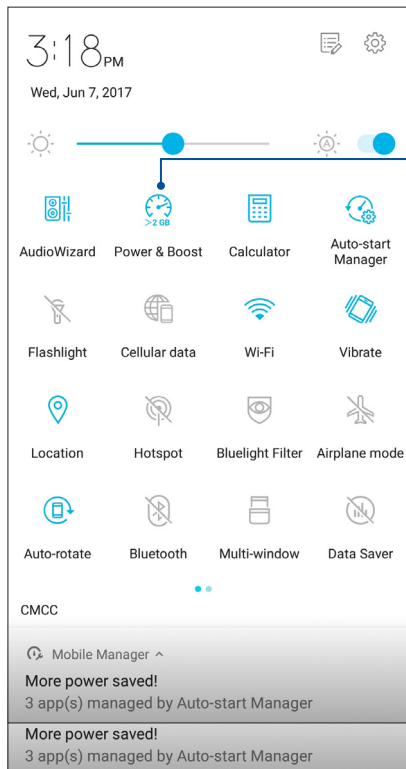 3:18PM
Wed, Jun 7, 2017
A
>2 GB
AudioWizard Power & Boost Calculator Auto-start Manager
Flashlight Cellular data Wi-Fi Vibrate
Location Hotspot Bluelight Filter Airplane mode
Auto-rotate Bluetooth Multi-window Data Saver
CMCC
Mobile Manager
More power saved!
3 app(s) managed by Auto-start Manager
More power saved!
3 app(s) managed by Auto-start Manager